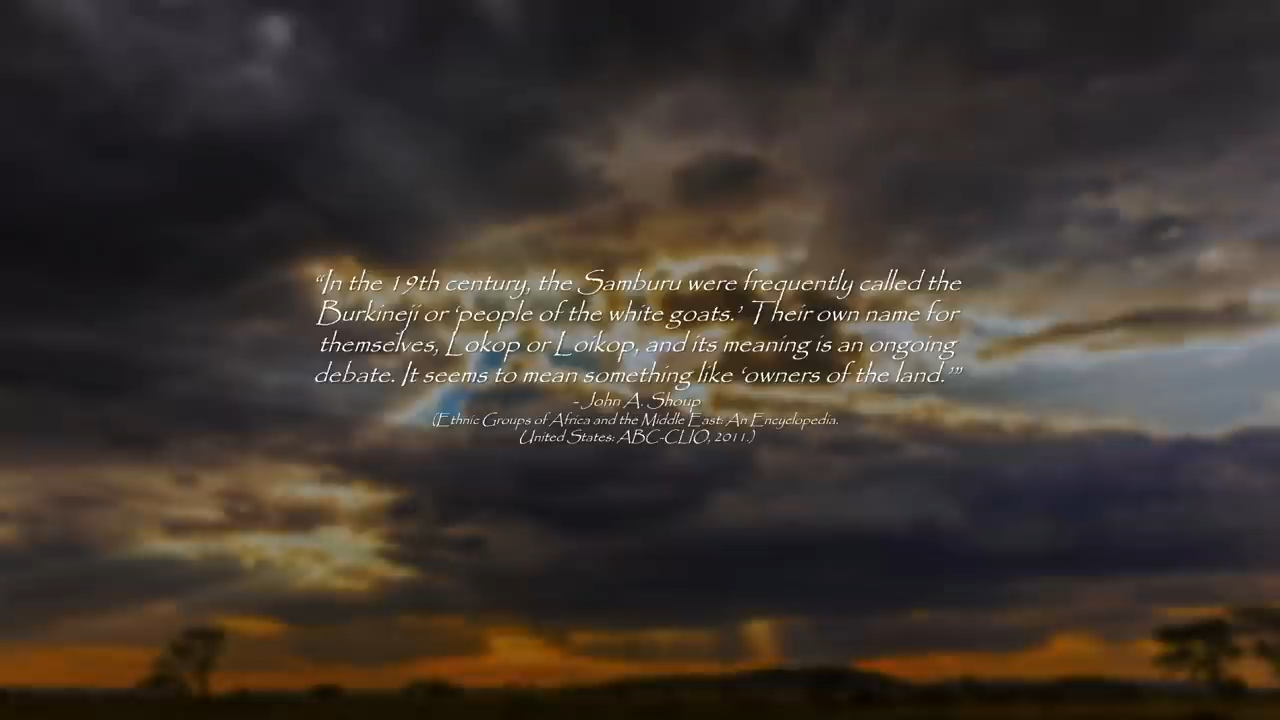 “In the 19th century, the Samburu were frequently called the
Burkineji or ‘people of the white goats.’ Their own name for
themselves, Lokop or Loikop, and its meaning is an ongoing
debate. It seems to mean something like ‘owners of the land.’”
- John A. Shoup
(Ethnic Groups of Africa and the Middle East: An Encyclopedia.
United States: ABC-CLIO, 2011.)